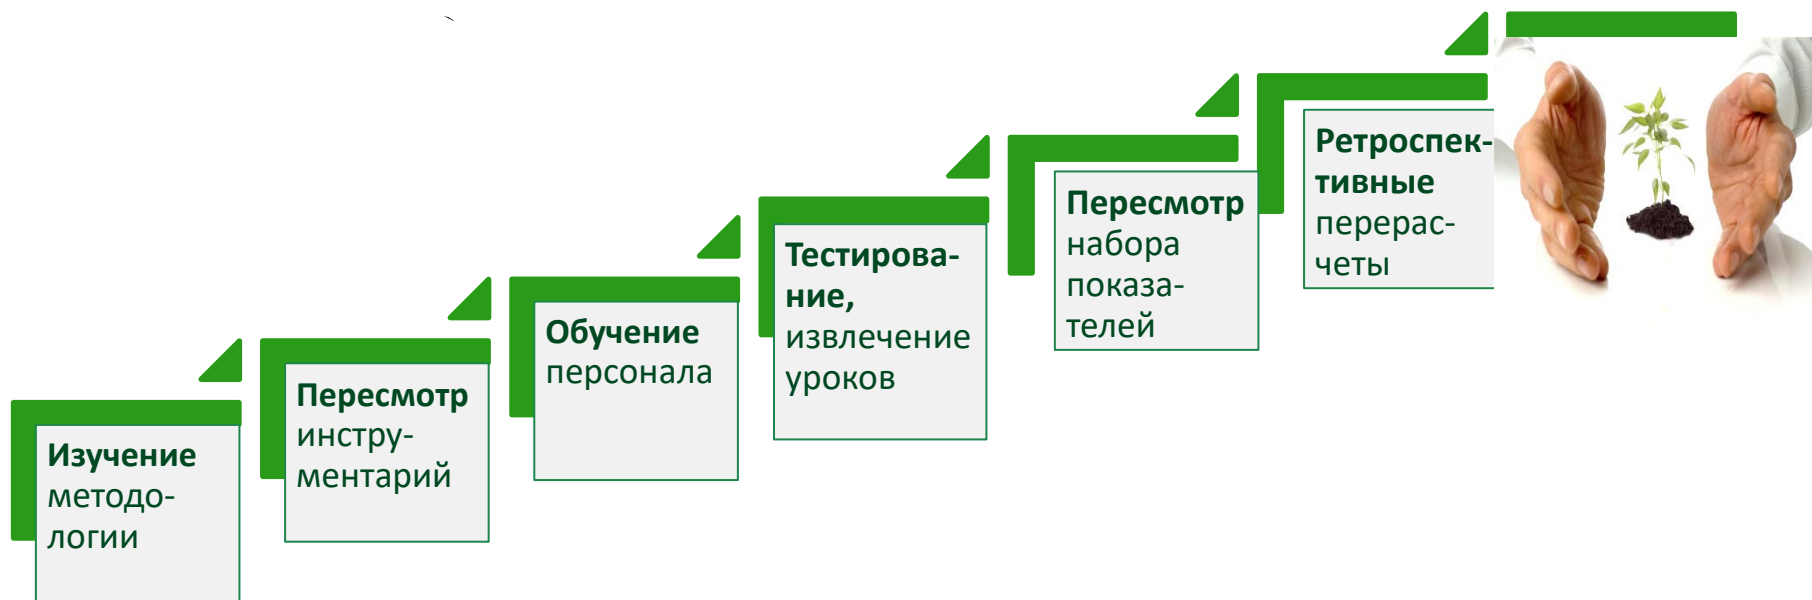 Изучение
методо-
логии
Пересмотр
инстру-
ментарий
Обучение
персонала
Тестирова-
ние,
извлечение
уроков
Пересмотр
набора
показа-
телей
Ретроспек-
тивные
перерас-
четы